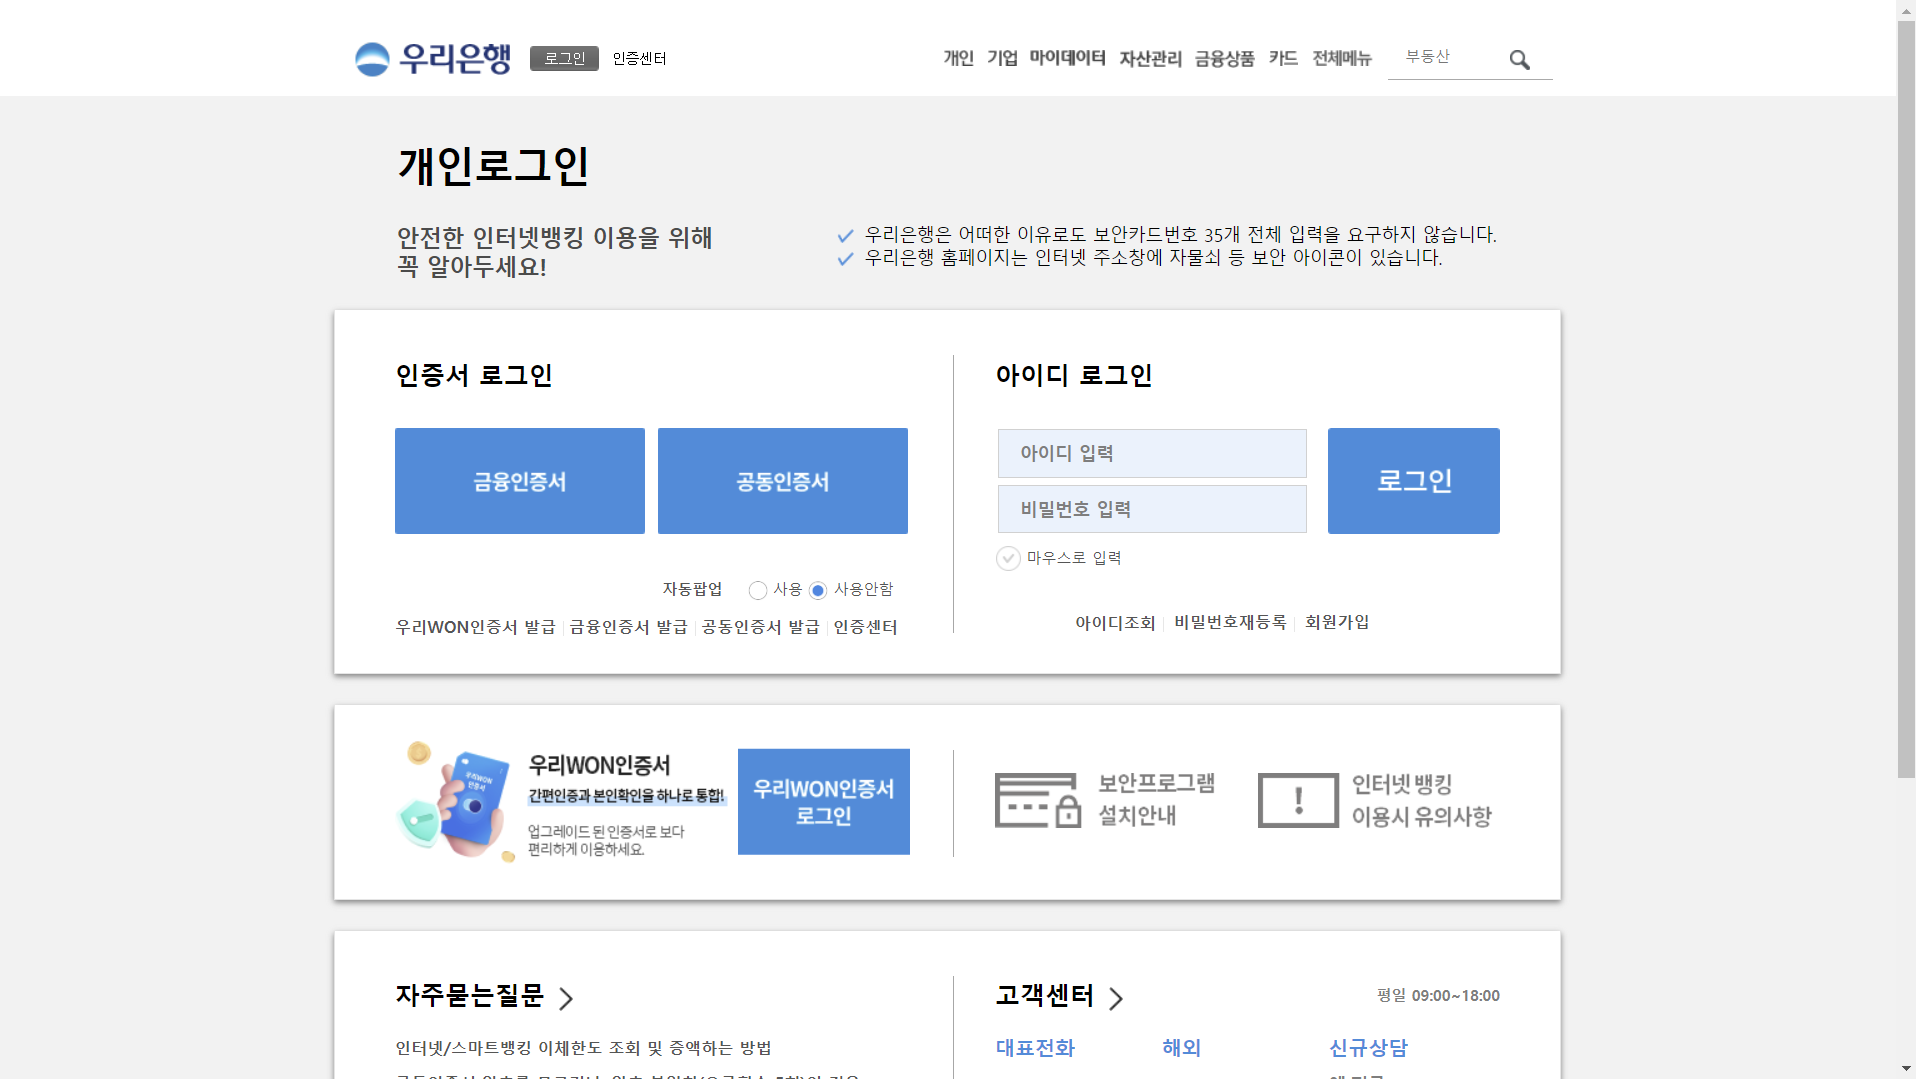 우리은행 로그인 인증센터 개인 기업 마이데이터 자산관리 금융상품 카드 전체메뉴 부동산
개인로그인
안전한 인터넷뱅킹 이용을 위해
꼭 알아두세요!
우리은행은 어떠한 이유로도 보안카드번호 35개 전체 입력을 요구하지 않습니다.
우리은행 홈페이지는 인터넷 주소창에 자물쇠 등 보안 아이콘이 있습니다.
인증서 로그인
금융인증서 공동인증서
자동팝업 사용 사용안함
우리WON인증서 발급 금융인증서 발급 공동인증서 발급 인증센터
아이디 로그인
아이디 입력
비밀번호 입력
로그인
마우스로 입력
아이디조회 비밀번호재등록 회원가입
우리WON
인증서
우리WON인증서
간편인증과 본인확인을 하나로 통합!
업그레이드 된 인증서로 보다
편리하게 이용하세요.
우리WON인증서
로그인
보안프로그램
설치안내
인터넷 뱅킹
이용시 유의사항
자주묻는질문
인터넷/스마트뱅킹 이체한도 조회 및 증액하는 방법
고객센터
평일 09:00~18:00
대표전화 해외 신규상담